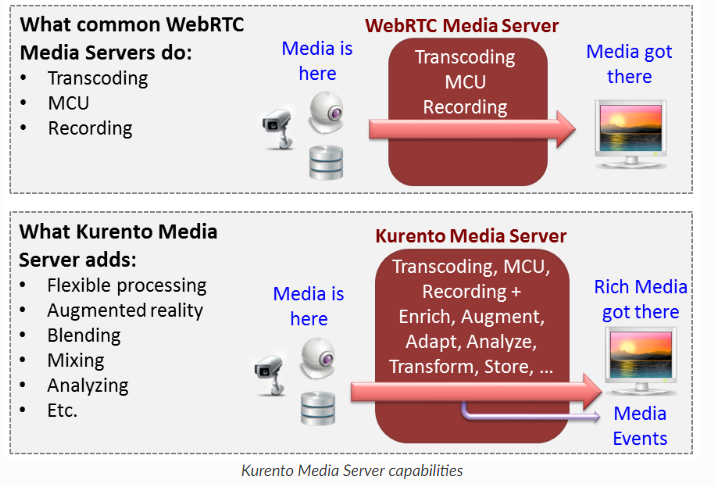 What common WebRTC
Media Servers do:
• Transcoding
• MCU
• Recording
Media is
here
WebRTC Media Server
Transcoding
MCU
Recording
Media got
there
What Kurento Media
Server adds:
• Flexible processing
• Augmented reality
• Blending
• Mixing
• Analyzing
• Etc.
Media is
here
Kurento Media Server
Transcoding, MCU,
Recording +
Enrich, Augment,
Adapt, Analyze,
Transform, Store, ...
Rich Media
got there
Media
Events
Kurento Media Server capabilities